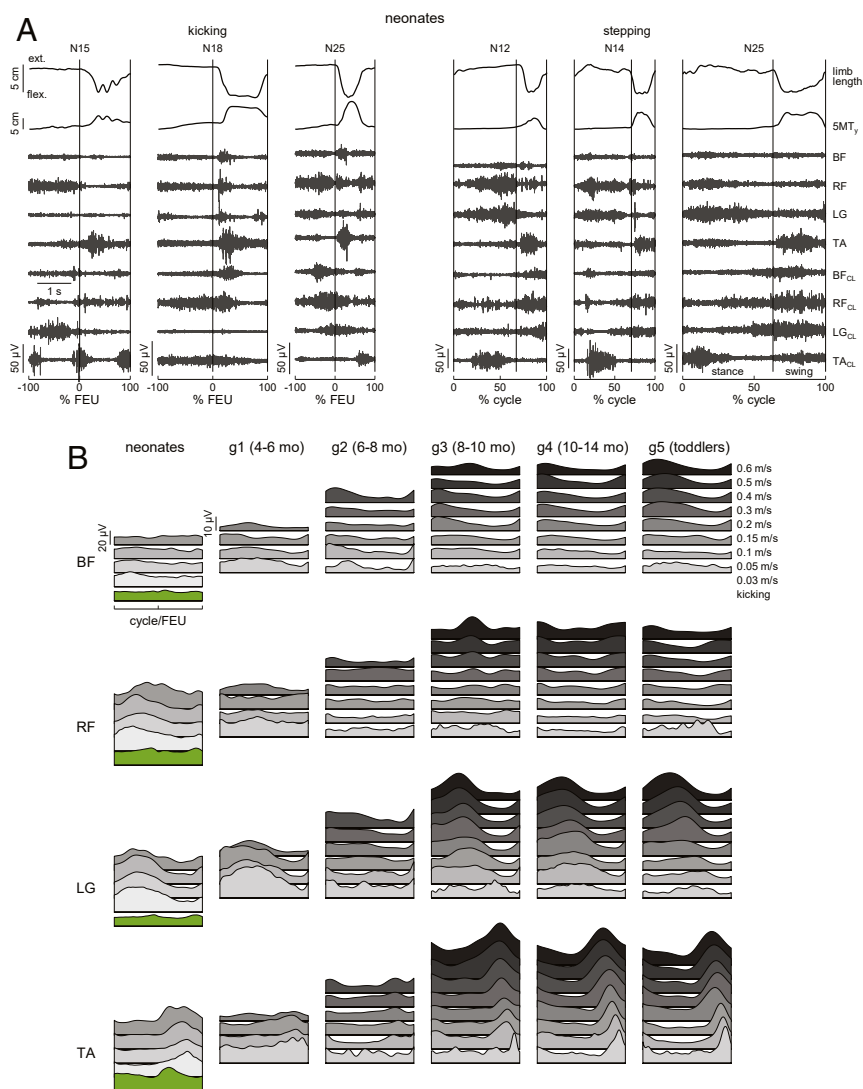 neonates
A
kicking
stepping
N15 N18 N25 N12 N14 N25
ext.
5 cm
flex.
limb length
5 cm
5MTy
BF
RF
LG
TA
BFCL
1 s
RFCL
LGCL
50 µV 50 µV 50 µV 50 µV 50 µV 50 µV
TACL
stance swing
-100 0 100 -100 0 100 -100 0 100 0 50 100 0 50 100 0 50 100
% FEU % FEU % FEU % cycle % cycle % cycle
B
neonates g1 (4-6 mo) g2 (6-8 mo) g3 (8-10 mo) g4 (10-14 mo) g5 (toddlers)
0.6 m/s
0.5 m/s
0.4 m/s
0.3 m/s
0.2 m/s
0.15 m/s
0.1 m/s
0.05 m/s
0.03 m/s
kicking
20 µV 10 µV
BF
cycle/FEU
RF
LG
TA